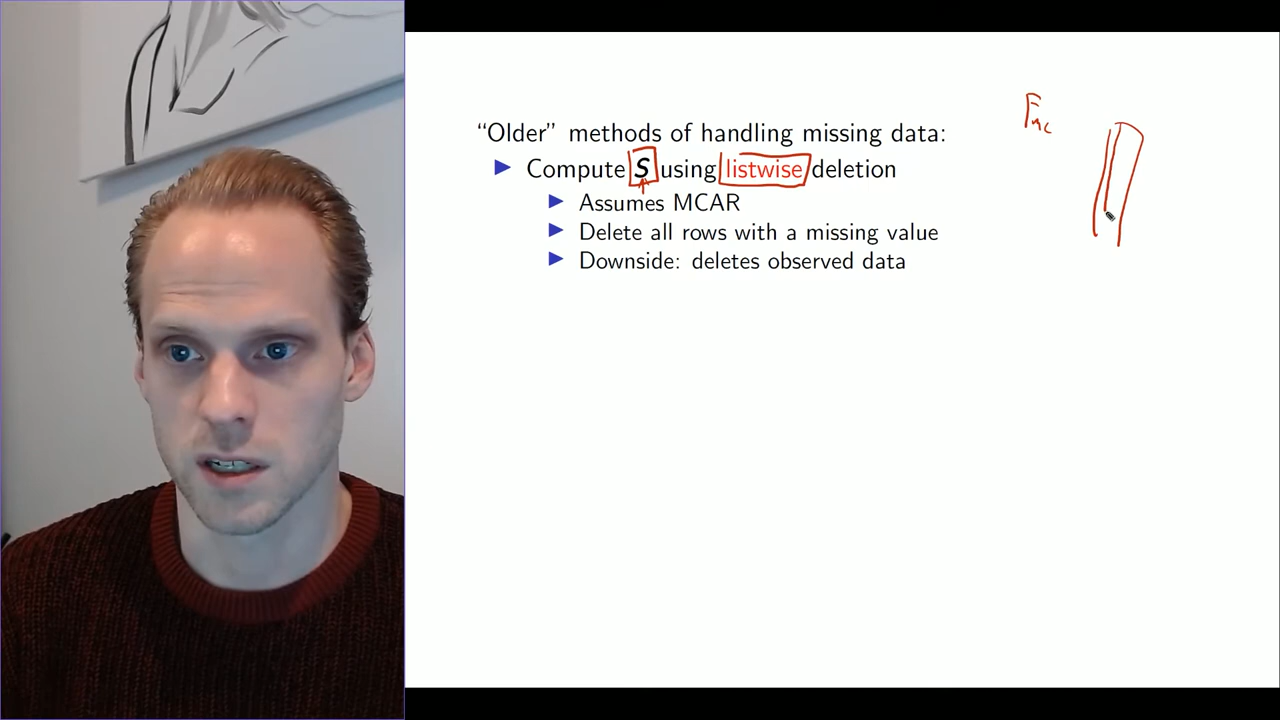 “Older” methods of handling missing data:
Compute S using listwise deletion
Assumes MCAR
Delete all rows with a missing value
Downside: deletes observed data